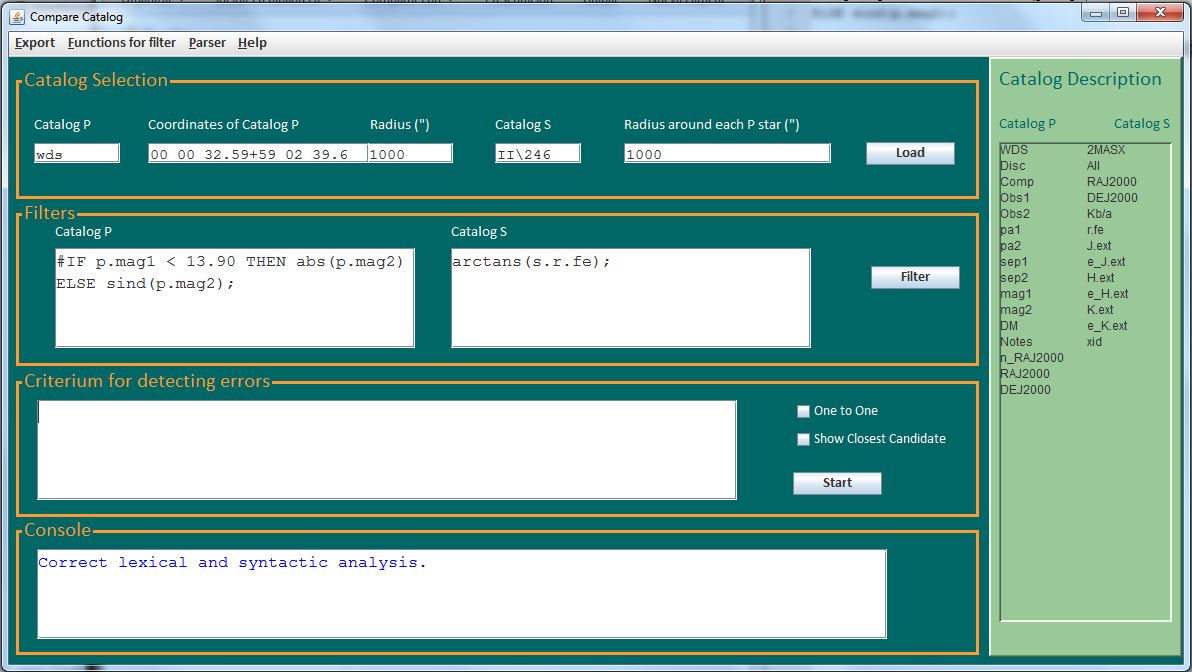 Compare Catalog
Export Functions for filter Parser Help
Catalog Selection
Catalog P Coordinates of Catalog P Radius (") Catalog S Radius around each P star (")
wds 00 00 32.59+59 02 39.6 1000 II\246 1000 Load
Filters
Catalog P Catalog S
#IF p.mag1 < 13.90 THEN abs(p.mag2)
ELSE sind(p.mag2);
arctans(s.r.fe);
Filter
Criterium for detecting errors
One to One
Show Closest Candidate
Start
Console
Correct lexical and syntactic analysis.
Catalog Description
Catalog P Catalog S
WDS 2MASX
Disc All
Comp RAJ2000
Obs1 DEJ2000
Obs2 Kb/a
pa1 r.fe
pa2 J.ext
sep1 e_J.ext
sep2 H.ext
mag1 e_H.ext
mag2 K.ext
DM e_K.ext
Notes xid
n_RAJ2000
RAJ2000
DEJ2000